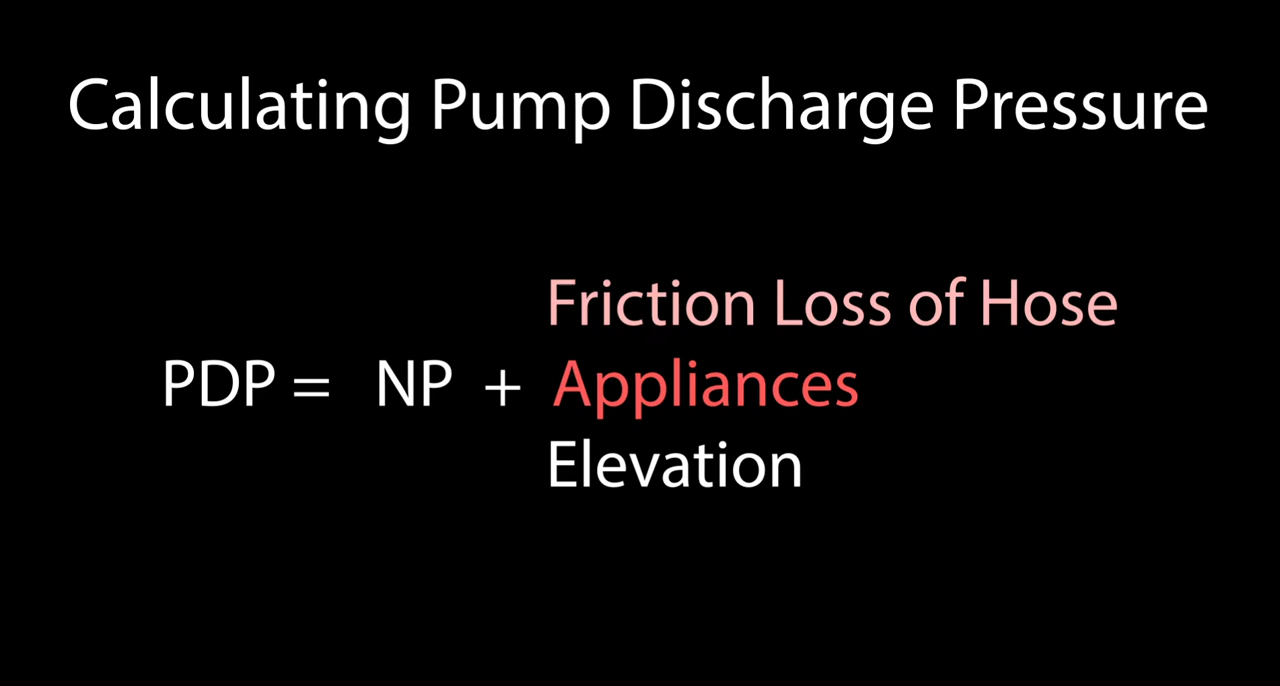 Calculating Pump Discharge Pressure
Friction Loss of Hose
PDP = NP + Appliances
Elevation